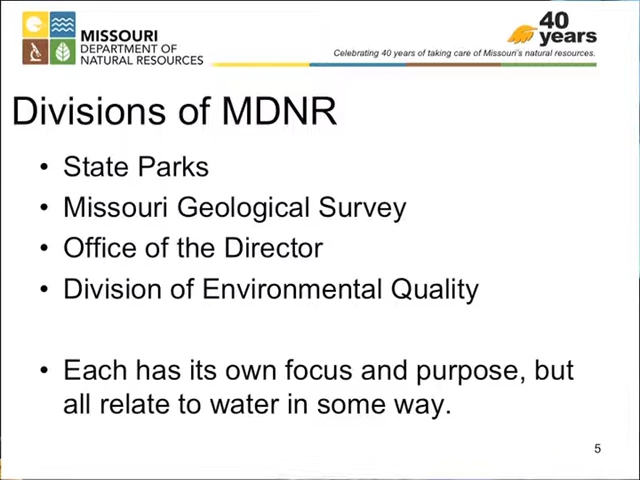 MISSOURI
DEPARTMENT OF
NATURAL RESOURCES
40
years
Celebrating 40 years of taking care of Missouri's natural resources.
Divisions of MDNR
• State Parks
• Missouri Geological Survey
• Office of the Director
• Division of Environmental Quality
• Each has its own focus and purpose, but
all relate to water in some way.
5